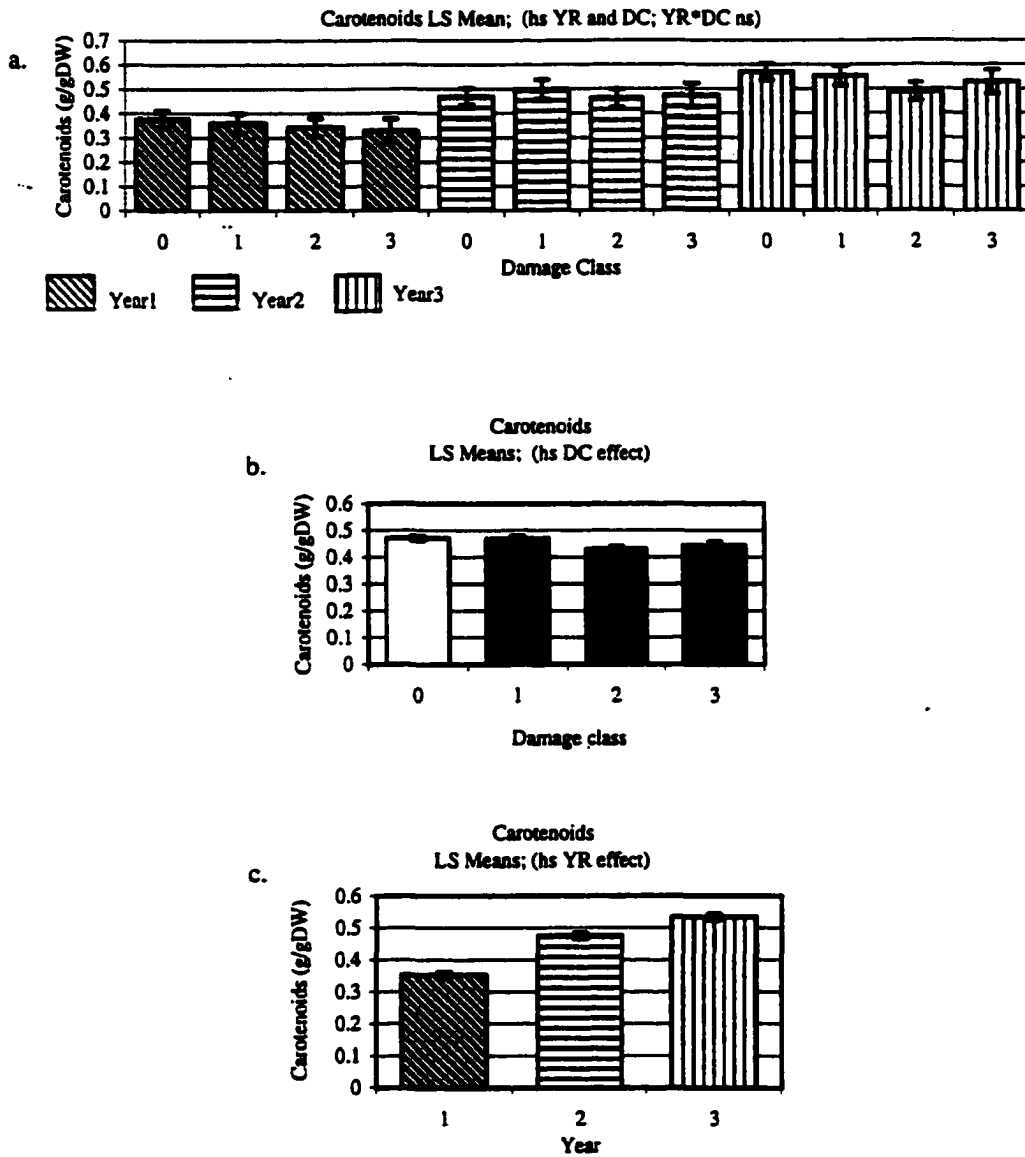 Carotenoids LS Mean; (hs YR and DC; YR*DC ns)
a.
Carotenoids (g/gDW)
0.7
0.6
0.5
0.4
0.3
0.2
0.1
0
0 1 2 3 0 1 2 3 0 1 2 3
Damage Class
Year1 Year2 Year3
Carotenoids
LS Means; (hs DC effect)
b.
Carotenoids (g/gDW)
0.6
0.5
0.4
0.3
0.2
0.1
0
0 1 2 3
Damage class
Carotenoids
LS Means; (hs YR effect)
c.
Carotenoids (g/gDW)
0.6
0.5
0.4
0.3
0.2
0.1
0
1 2 3
Year